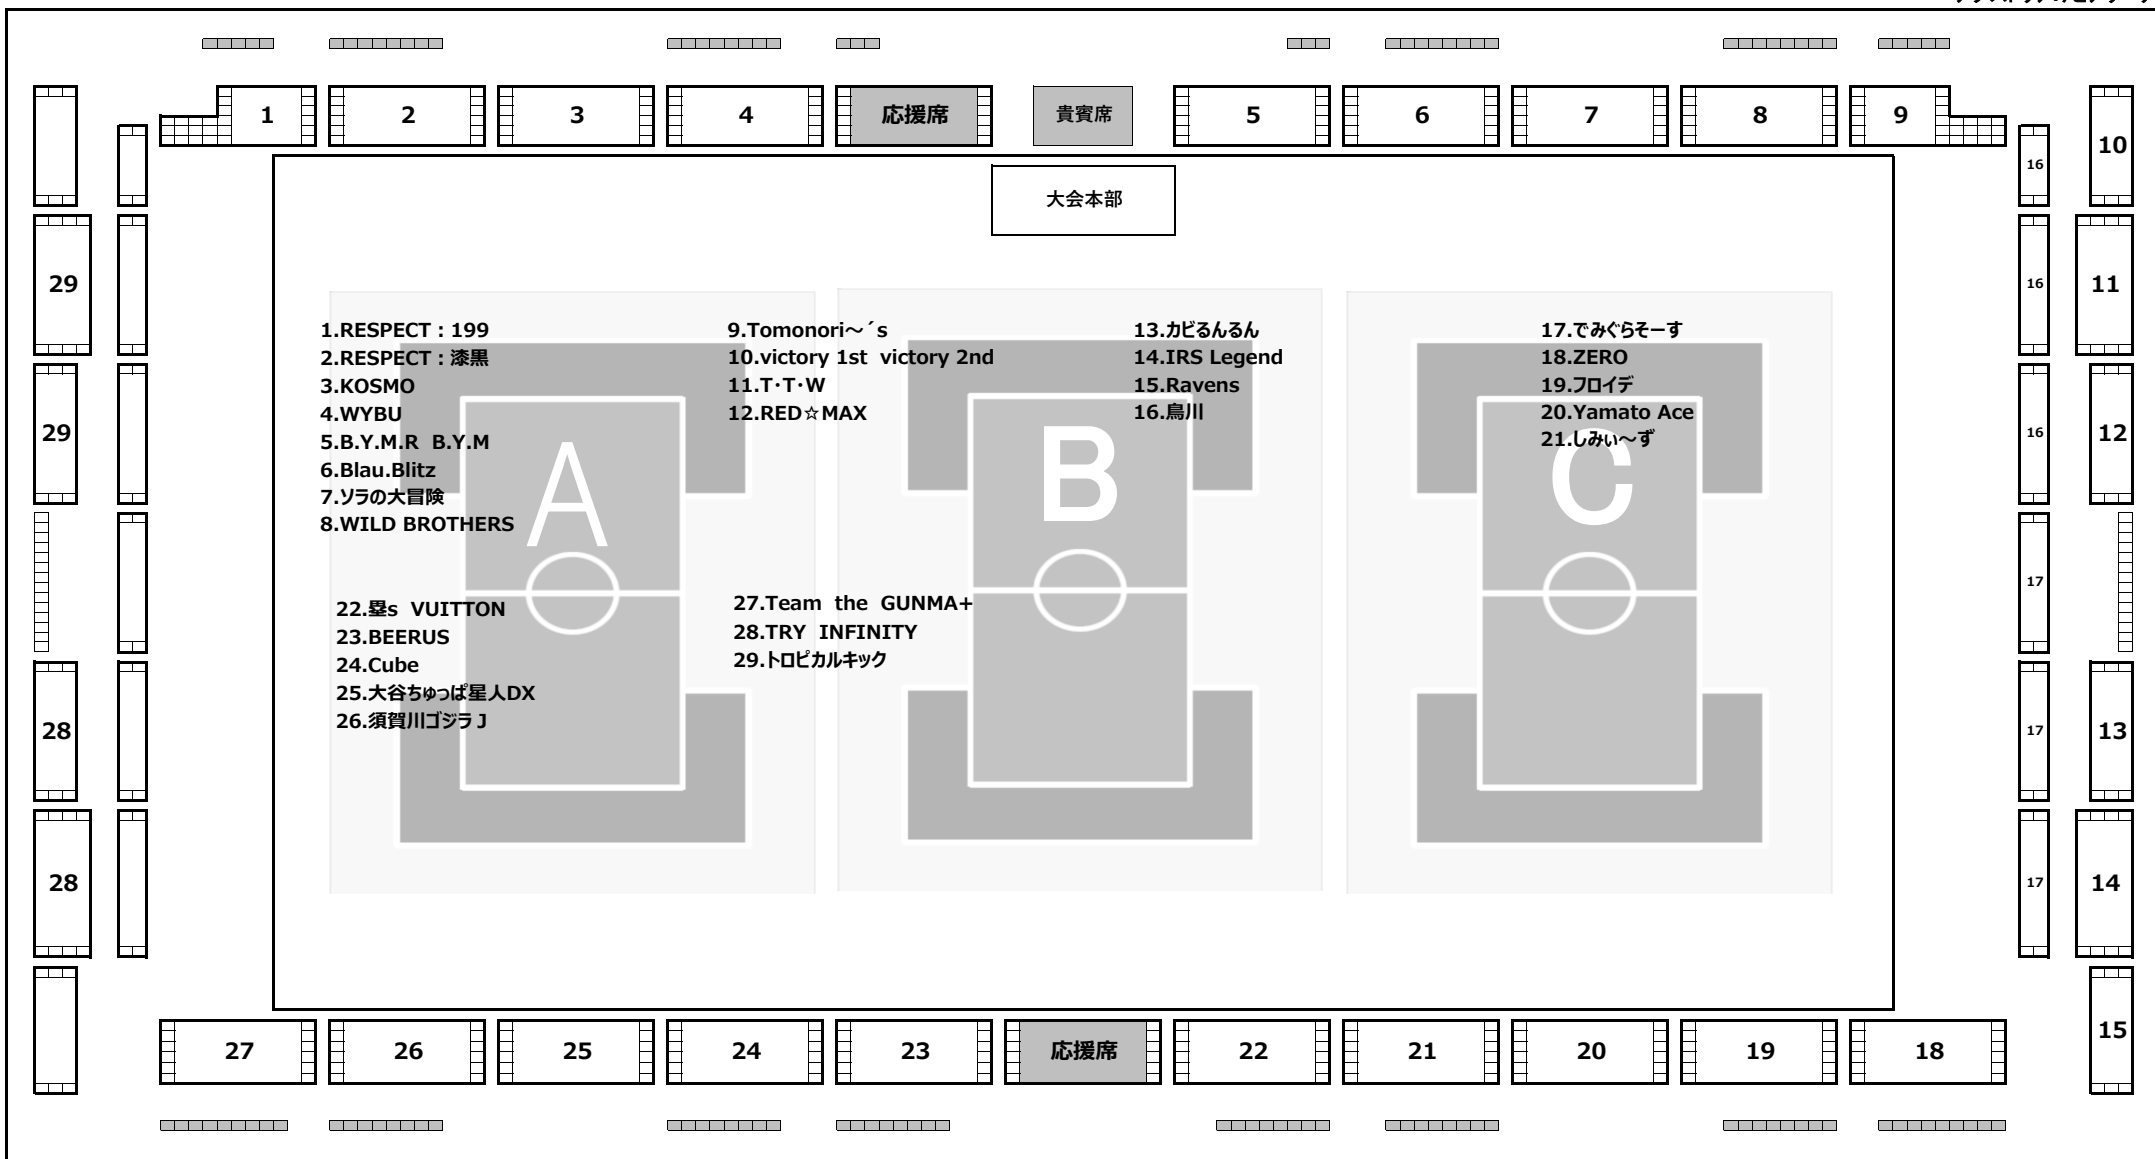 1
2
3
4
応援席
貴賓席
5
6
7
8
9
10
16
大会本部
29
16
11
1.RESPECT：199
2.RESPECT：漆黒
3.KOSMO
4.WYBU
5.B.Y.M.R B.Y.M
6.Blau.Blitz
7.ソラの大冒険
8.WILD BROTHERS
9.Tomonori～´s
10.victory 1st victory 2nd
11.T・T・W
12.RED☆MAX
13.カビるんるん
14.IRS Legend
15.Ravens
16.烏川
17.でみぐらそーす
18.ZERO
19.フロイデ
20.Yamato Ace
21.しみぃ～ず
29
A
B
C
16
12
17
22.塁s VUITTON
23.BEERUS
24.Cube
25.大谷ちゅっぱ星人DX
26.須賀川ゴジラJ
27.Team the GUNMA+
28.TRY INFINITY
29.トロピカルキック
28
17
13
28
17
14
15
27
26
25
24
23
応援席
22
21
20
19
18